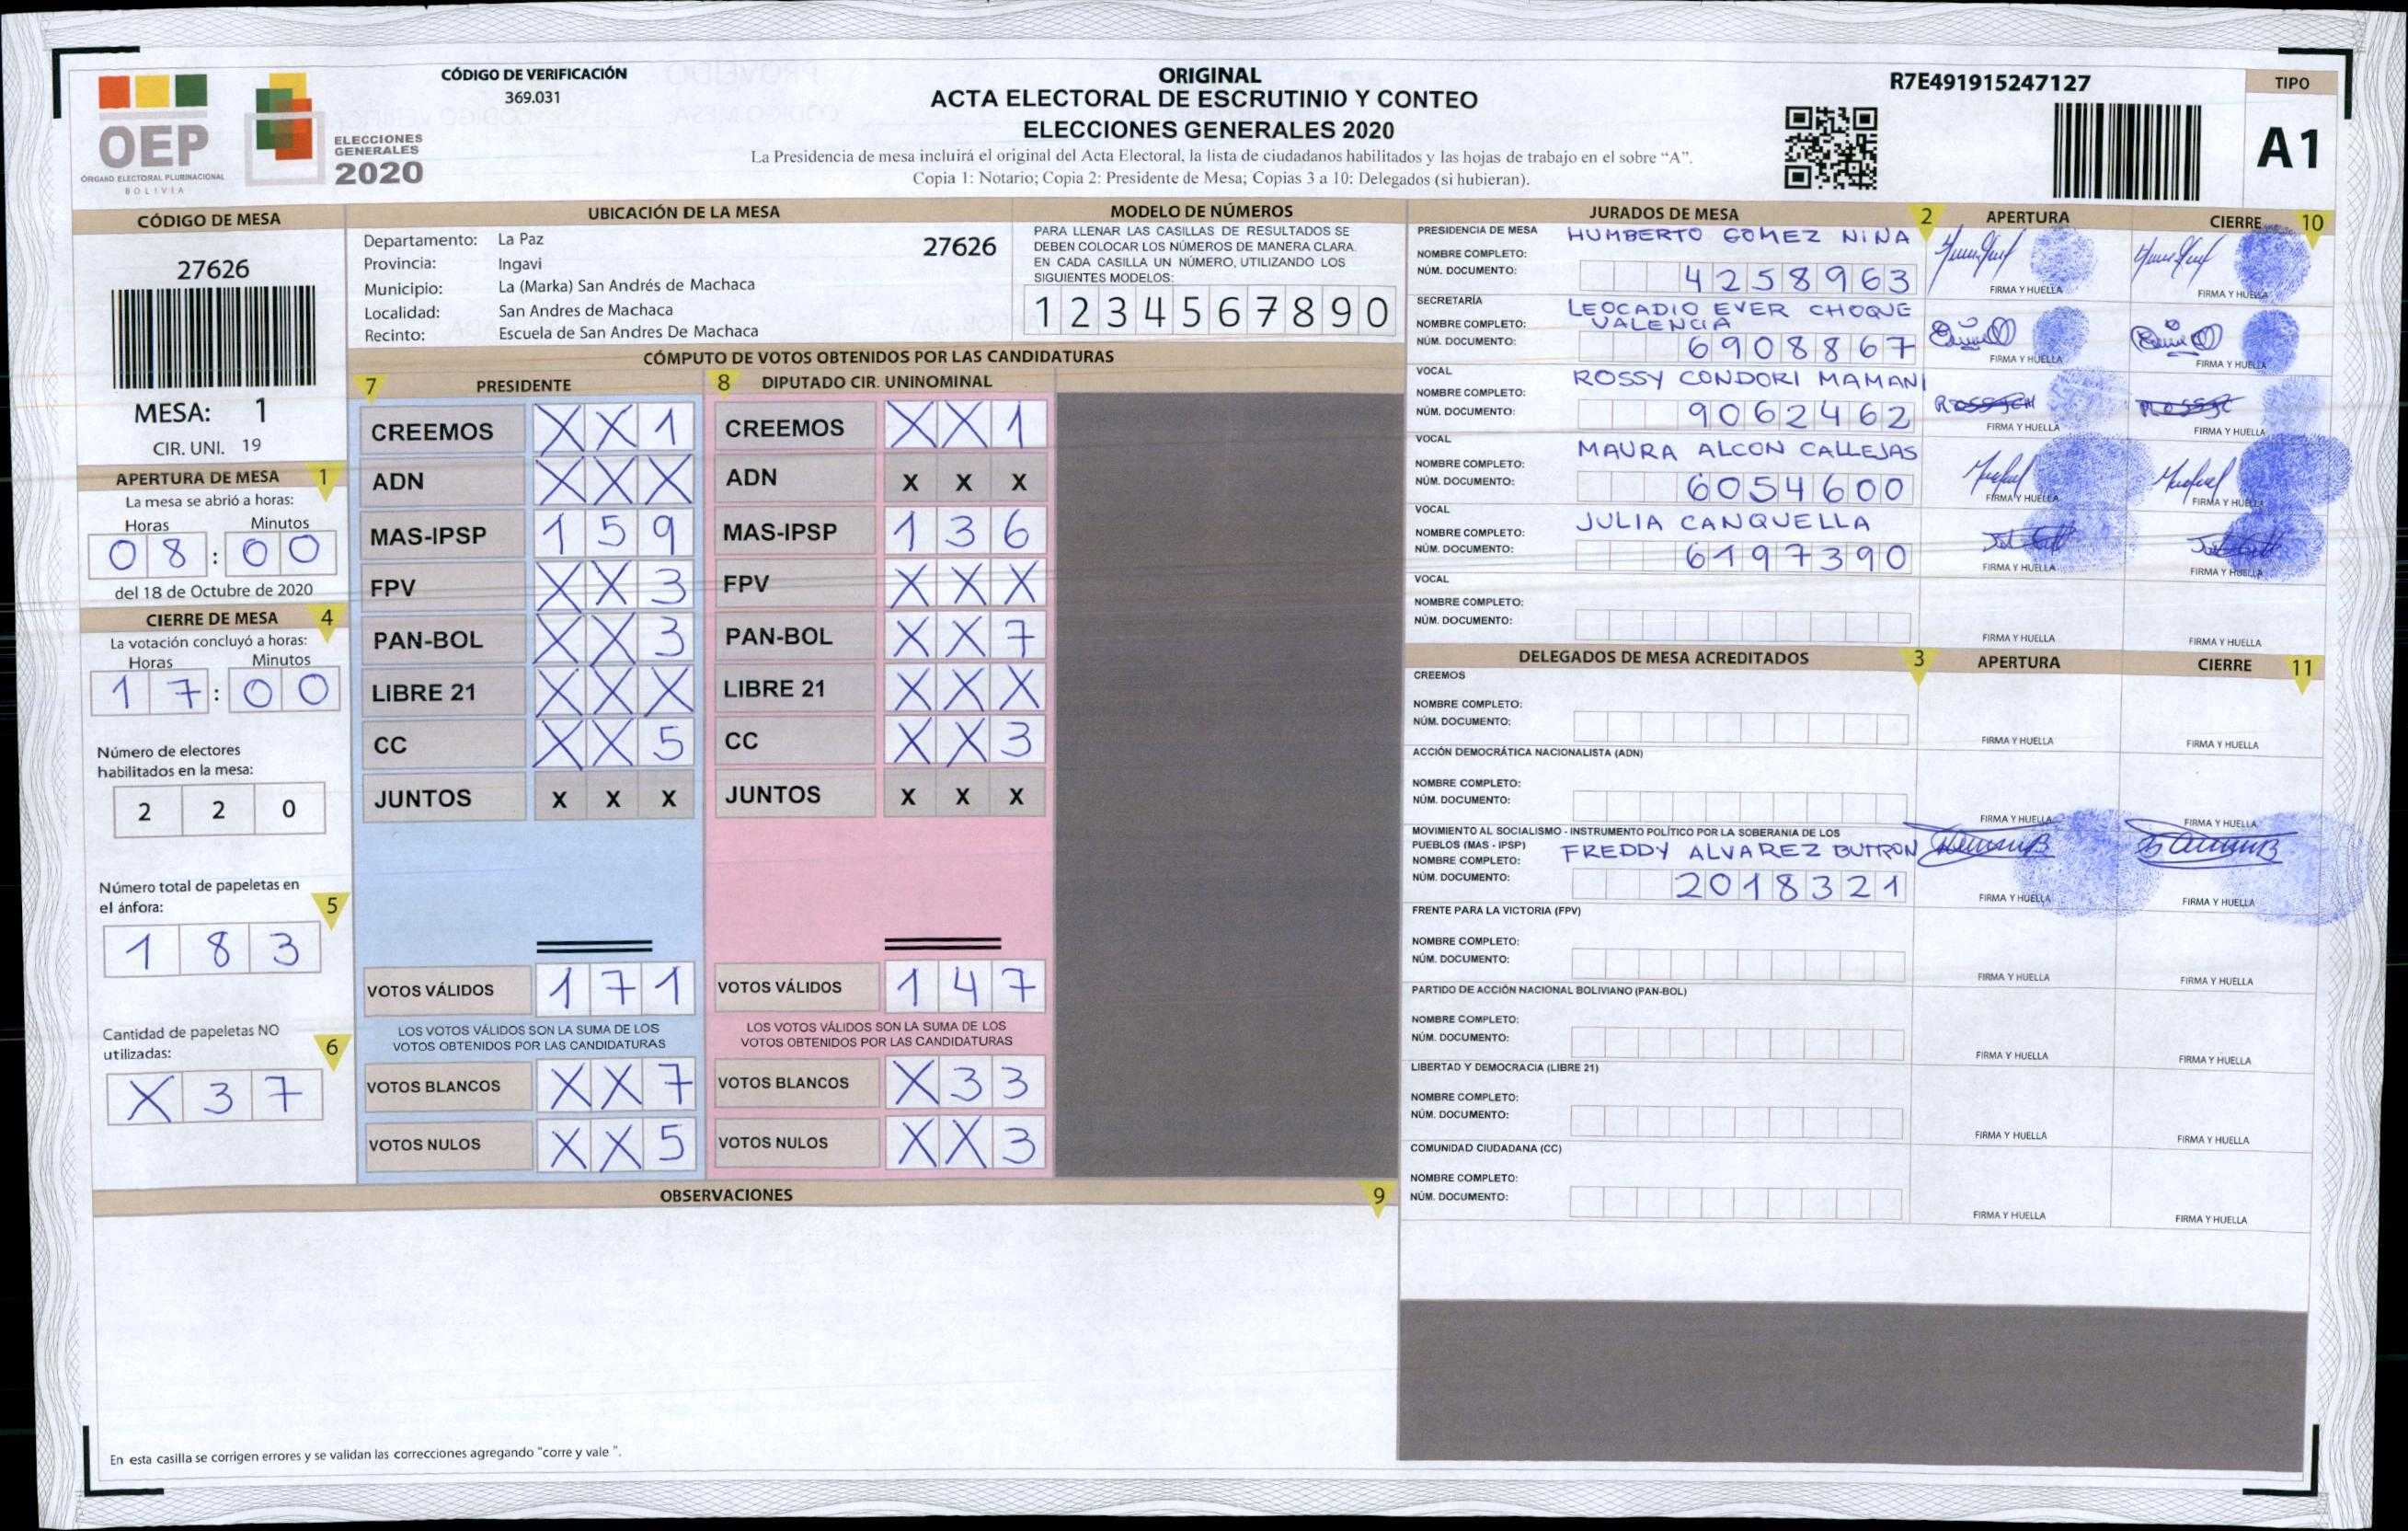 OEP
ÓRGANO ELECTORAL PLURINACIONAL
BOLIVIA
ELECCIONES
GENERALES
2020
CÓDIGO DE VERIFICACIÓN
369.031
ORIGINAL
ACTA ELECTORAL DE ESCRUTINIO Y CONTEO
ELECCIONES GENERALES 2020
La Presidencia de mesa incluirá el original del Acta Electoral, la lista de ciudadanos habilitados y las hojas de trabajo en el sobre “A”.
Copia 1: Notario; Copia 2: Presidente de Mesa; Copias 3 a 10: Delegados (si hubieran).
R7E491915247127
TIPO
A1
CÓDIGO DE MESA
27626
MESA: 1
CIR. UNI. 19
APERTURA DE MESA 1
La mesa se abrió a horas:
Horas Minutos
08:00
del 18 de Octubre de 2020
CIERRE DE MESA 4
La votación concluyó a horas:
Horas Minutos
17:00
Número de electores
habilitados en la mesa:
2 2 0
Número total de papeletas en
el ánfora: 5
1 8 3
Cantidad de papeletas NO
utilizadas: 6
X 3 7
UBICACIÓN DE LA MESA
Departamento: La Paz 27626
Provincia: Ingavi
Municipio: La (Marka) San Andrés de Machaca
Localidad: San Andres de Machaca
Recinto: Escuela de San Andres De Machaca
MODELO DE NÚMEROS
PARA LLENAR LAS CASILLAS DE RESULTADOS SE
DEBEN COLOCAR LOS NÚMEROS DE MANERA CLARA.
EN CADA CASILLA UN NÚMERO, UTILIZANDO LOS
SIGUIENTES MODELOS:
1 2 3 4 5 6 7 8 9 0
CÓMPUTO DE VOTOS OBTENIDOS POR LAS CANDIDATURAS
7 PRESIDENTE
CREEMOS X X 1
ADN X X X
MAS-IPSP 1 5 9
FPV X X 3
PAN-BOL X X 3
LIBRE 21 X X X
CC X X 5
JUNTOS X X X
VOTOS VÁLIDOS 1 7 1
LOS VOTOS VÁLIDOS SON LA SUMA DE LOS
VOTOS OBTENIDOS POR LAS CANDIDATURAS
VOTOS BLANCOS X X 7
VOTOS NULOS X X 5
8 DIPUTADO CIR. UNINOMINAL
CREEMOS X X 1
ADN X X X
MAS-IPSP 1 3 6
FPV X X X
PAN-BOL X X 7
LIBRE 21 X X X
CC X X 3
JUNTOS X X X
VOTOS VÁLIDOS 1 4 7
LOS VOTOS VÁLIDOS SON LA SUMA DE LOS
VOTOS OBTENIDOS POR LAS CANDIDATURAS
VOTOS BLANCOS X 3 3
VOTOS NULOS X X 3
OBSERVACIONES 9
En esta casilla se corrigen errores y se validan las correcciones agregando "corre y vale ".
JURADOS DE MESA 2 APERTURA CIERRE 10
PRESIDENCIA DE MESA
NOMBRE COMPLETO: HUMBERTO GOMEZ NINA
NÚM. DOCUMENTO: 4258963
FIRMA Y HUELLA FIRMA Y HUELLA
SECRETARÍA
NOMBRE COMPLETO: LEOCADIO EVER CHOQUE
VALENCIA
NÚM. DOCUMENTO: 6908867
FIRMA Y HUELLA FIRMA Y HUELLA
VOCAL
NOMBRE COMPLETO: ROSSY CONDORI MAMANI
NÚM. DOCUMENTO: 9062462
FIRMA Y HUELLA FIRMA Y HUELLA
VOCAL
NOMBRE COMPLETO: MAURA ALCON CALLEJAS
NÚM. DOCUMENTO: 6054600
FIRMA Y HUELLA FIRMA Y HUELLA
VOCAL
NOMBRE COMPLETO: JULIA CANQUELLA
NÚM. DOCUMENTO: 6197390
FIRMA Y HUELLA FIRMA Y HUELLA
VOCAL
NOMBRE COMPLETO:
NÚM. DOCUMENTO:
FIRMA Y HUELLA FIRMA Y HUELLA
DELEGADOS DE MESA ACREDITADOS 3 APERTURA CIERRE 11
CREEMOS
NOMBRE COMPLETO:
NÚM. DOCUMENTO:
FIRMA Y HUELLA FIRMA Y HUELLA
ACCIÓN DEMOCRÁTICA NACIONALISTA (ADN)
NOMBRE COMPLETO:
NÚM. DOCUMENTO:
FIRMA Y HUELLA FIRMA Y HUELLA
MOVIMIENTO AL SOCIALISMO - INSTRUMENTO POLÍTICO POR LA SOBERANIA DE LOS
PUEBLOS (MAS - IPSP)
NOMBRE COMPLETO: FREDDY ALVAREZ BUTRON
NÚM. DOCUMENTO: 2018321
FIRMA Y HUELLA FIRMA Y HUELLA
FRENTE PARA LA VICTORIA (FPV)
NOMBRE COMPLETO:
NÚM. DOCUMENTO:
FIRMA Y HUELLA FIRMA Y HUELLA
PARTIDO DE ACCIÓN NACIONAL BOLIVIANO (PAN-BOL)
NOMBRE COMPLETO:
NÚM. DOCUMENTO:
FIRMA Y HUELLA FIRMA Y HUELLA
LIBERTAD Y DEMOCRACIA (LIBRE 21)
NOMBRE COMPLETO:
NÚM. DOCUMENTO:
FIRMA Y HUELLA FIRMA Y HUELLA
COMUNIDAD CIUDADANA (CC)
NOMBRE COMPLETO:
NÚM. DOCUMENTO:
FIRMA Y HUELLA FIRMA Y HUELLA